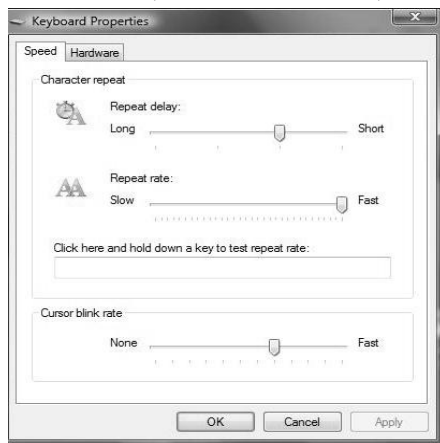 Keyboard Properties
Speed Hardware
Character repeat
Repeat delay:
Long Short
Repeat rate:
Slow Fast
Click here and hold down a key to test repeat rate:
Cursor blink rate
None Fast
OK Cancel Apply